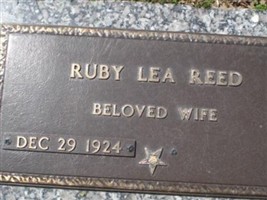 RUBY LEA REED
BELOVED WIFE
DEC 29 1924